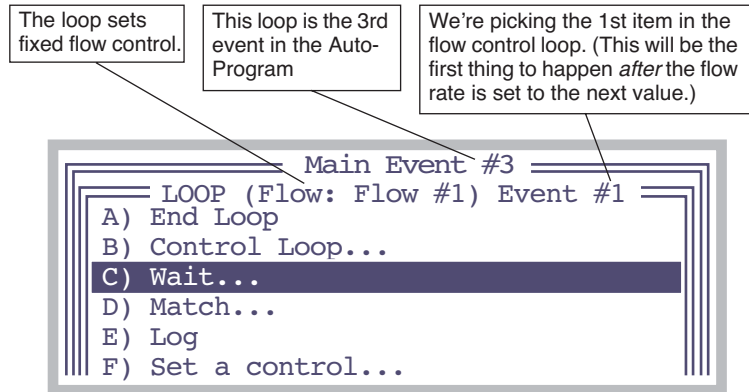 The loop sets
fixed flow control.
This loop is the 3rd
event in the Auto-
Program
We're picking the 1st item in the
flow control loop. (This will be the
first thing to happen after the flow
rate is set to the next value.)
Main Event #3
LOOP (Flow: Flow #1) Event #1
A) End Loop
B) Control Loop...
C) Wait...
D) Match...
E) Log
F) Set a control...